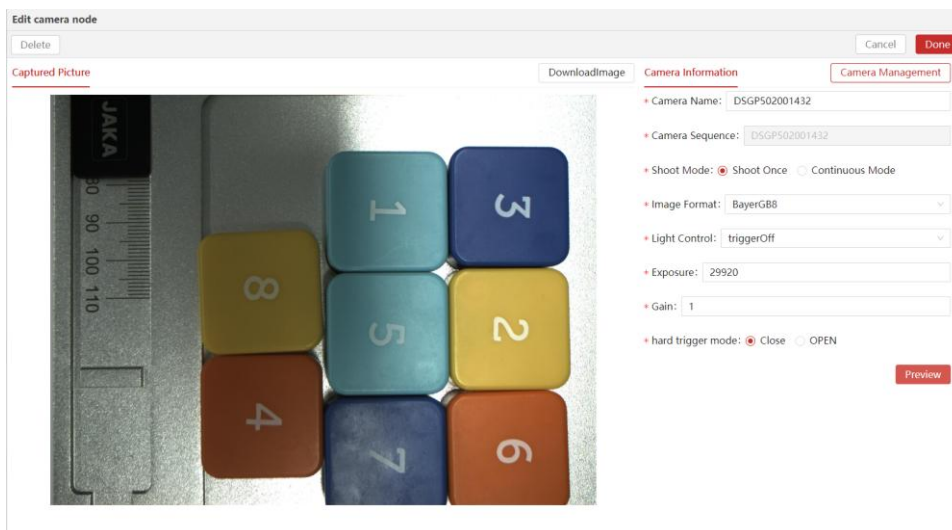 Edit camera node
Delete
Cancel
Done
Captured Picture
DownloadImage
Camera Information
Camera Management
* Camera Name: DSGP502001432
* Camera Sequence: DSGP502001432
* Shoot Mode: Shoot Once Continuous Mode
* Image Format: BayerGB8
* Light Control: triggerOff
* Exposure: 29920
* Gain: 1
* hard trigger mode: Close OPEN
Preview
JAKA
80
90
100
110
1
3
8
5
2
4
7
6